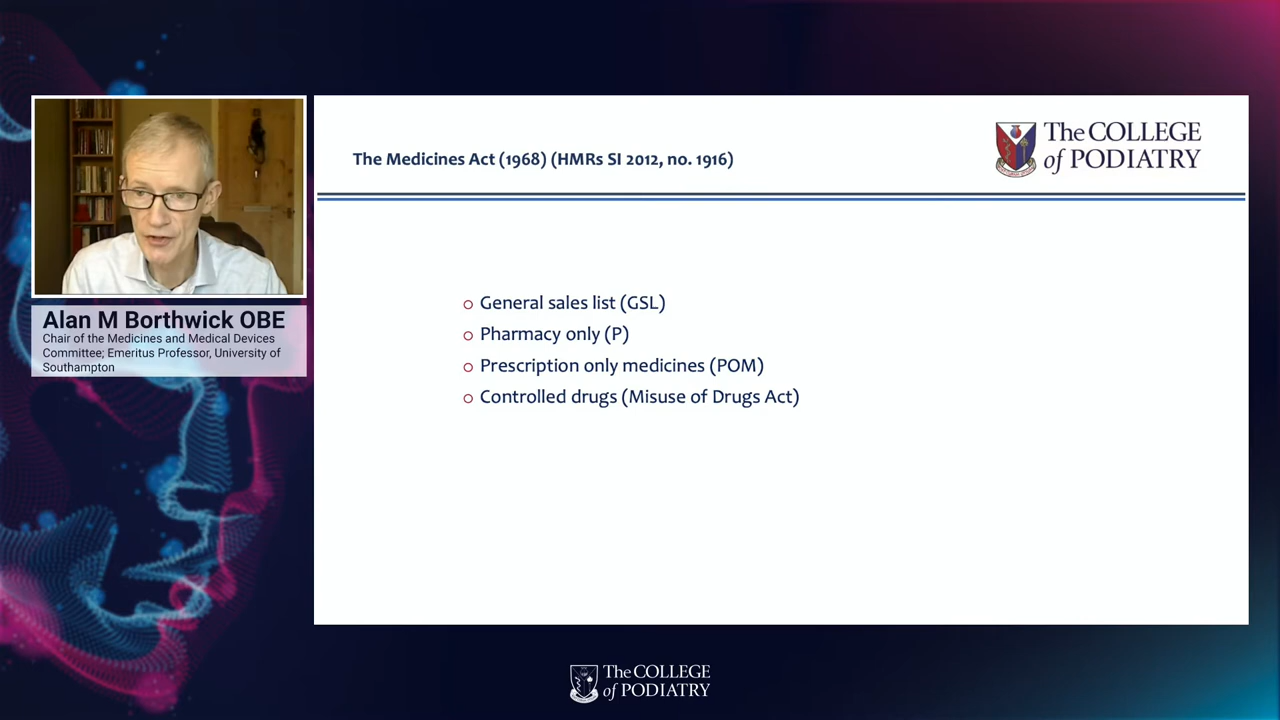 The Medicines Act (1968) (HMRs SI 2012, no. 1916)
The COLLEGE
of PODIATRY
Alan M Borthwick OBE
Chair of the Medicines and Medical Devices
Committee; Emeritus Professor, University of
Southampton
General sales list (GSL)
Pharmacy only (P)
Prescription only medicines (POM)
Controlled drugs (Misuse of Drugs Act)
The COLLEGE
of PODIATRY